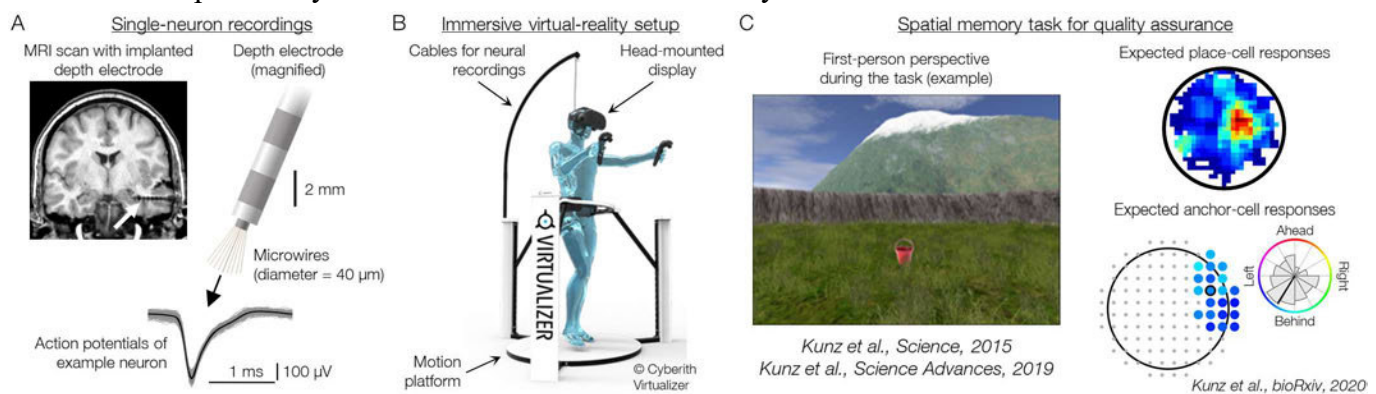 A
Single-neuron recordings
MRI scan with implanted
depth electrode
Depth electrode
(magnified)
2 mm
Microwires
(diameter = 40 µm)
Action potentials of
example neuron
1 ms
100 µV
B
Immersive virtual-reality setup
Cables for neural
recordings
Head-mounted
display
VIRTUALIZER
Motion
platform
© Cyberith
Virtualizer
C
Spatial memory task for quality assurance
First-person perspective
during the task (example)
Kunz et al., Science, 2015
Kunz et al., Science Advances, 2019
Expected place-cell responses
Expected anchor-cell responses
Ahead
Left
Right
Behind
Kunz et al., bioRxiv, 2020